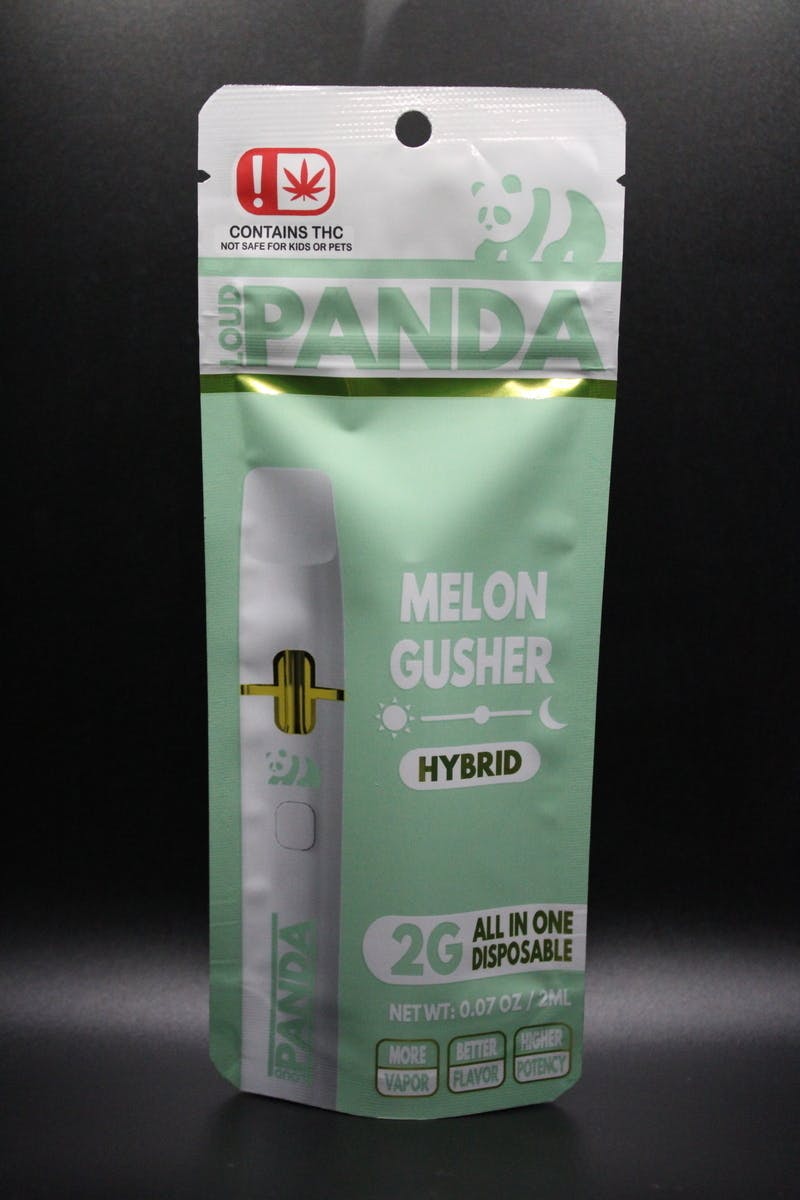 !
CONTAINS THC
NOT SAFE FOR KIDS OR PETS
LOUD
PANDA
MELON
GUSHER
HYBRID
2G
ALL IN ONE
DISPOSABLE
NET WT: 0.07 OZ / 2ML
MORE
VAPOR
BETTER
FLAVOR
HIGHER
POTENCY
LOUD
PANDA